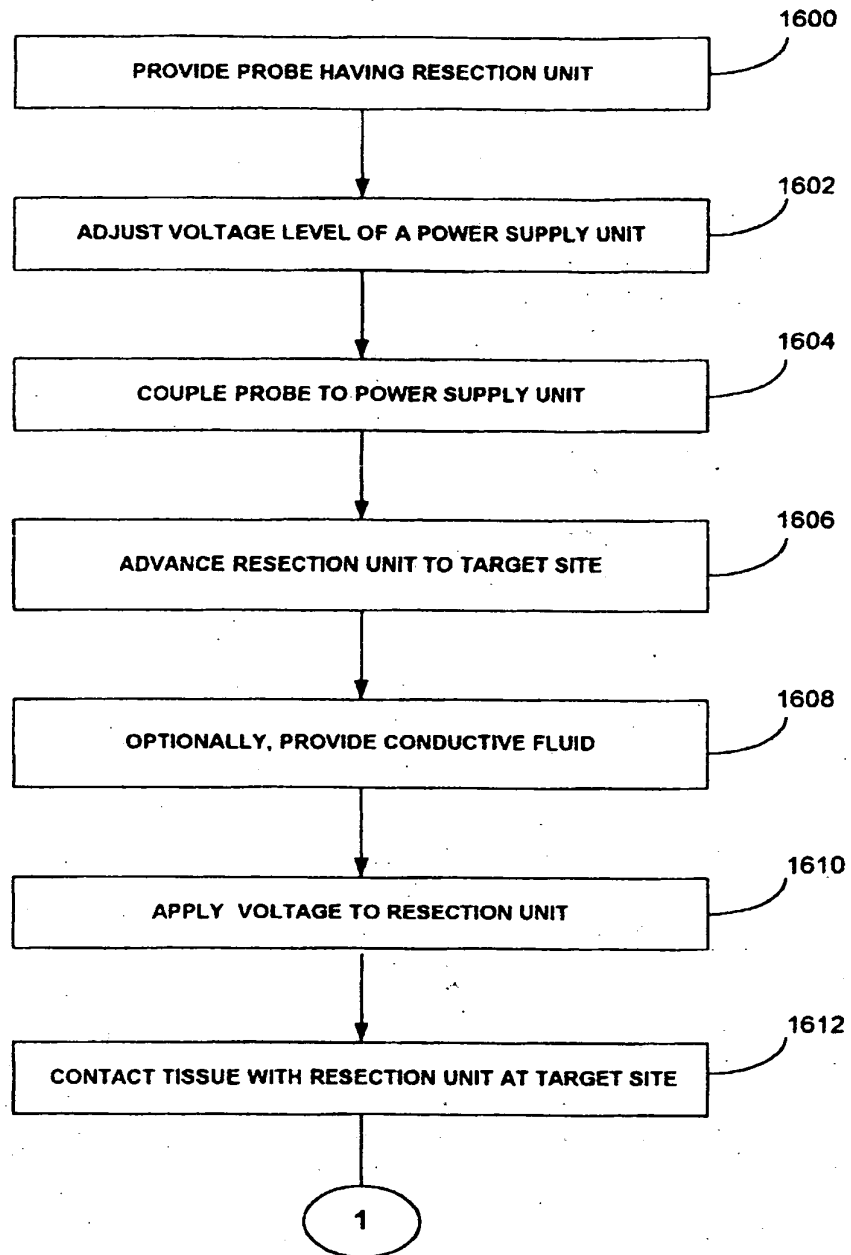 1600
PROVIDE PROBE HAVING RESECTION UNIT
1602
ADJUST VOLTAGE LEVEL OF A POWER SUPPLY UNIT
1604
COUPLE PROBE TO POWER SUPPLY UNIT
1606
ADVANCE RESECTION UNIT TO TARGET SITE
1608
OPTIONALLY, PROVIDE CONDUCTIVE FLUID
1610
APPLY VOLTAGE TO RESECTION UNIT
1612
CONTACT TISSUE WITH RESECTION UNIT AT TARGET SITE
1